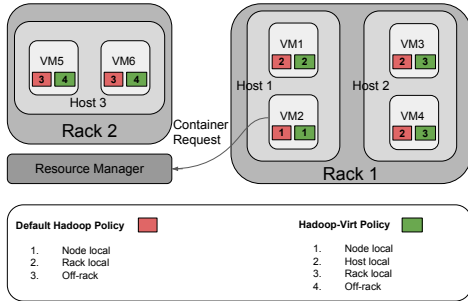 VM5
3 4
VM6
3 4
Host 3
Rack 2
VM1
2 2
Host 1
VM2
1 1
VM3
2 3
Host 2
VM4
2 3
Rack 1
Container
Request
Resource Manager
Default Hadoop Policy
1. Node local
2. Rack local
3. Off-rack
Hadoop-Virt Policy
1. Node local
2. Host local
3. Rack local
4. Off-rack